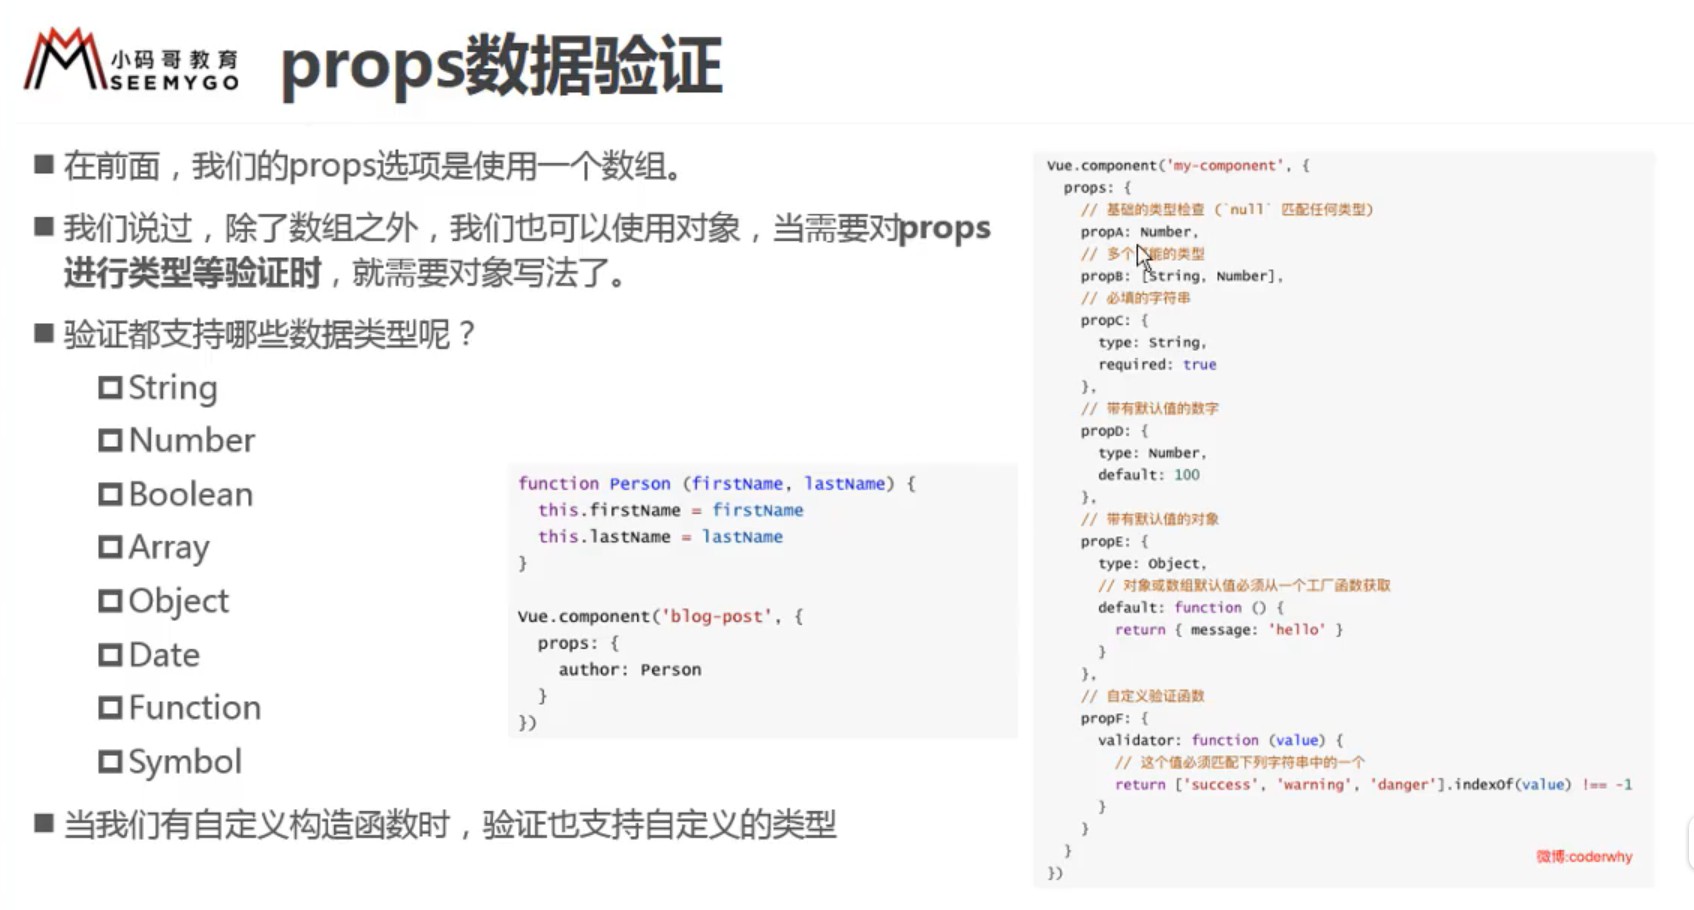 小码哥教育
SEEMYGO
props数据验证
在前面，我们的props选项是使用一个数组。
我们说过，除了数组之外，我们也可以使用对象，当需要对props
进行类型等验证时，就需要对象写法了。
验证都支持哪些数据类型呢？
String
Number
Boolean
Array
Object
Date
Function
Symbol
当我们有自定义构造函数时，验证也支持自定义的类型
function Person (firstName, lastName) {
  this.firstName = firstName
  this.lastName = lastName
}
Vue.component('blog-post', {
  props: {
    author: Person
  }
})
Vue.component('my-component', {
  props: {
    // 基础的类型检查 (`null` 匹配任何类型)
    propA: Number,
    // 多个能的类型
    propB: [String, Number],
    // 必填的字符串
    propC: {
      type: String,
      required: true
    },
    // 带有默认值的数字
    propD: {
      type: Number,
      default: 100
    },
    // 带有默认值的对象
    propE: {
      type: Object,
      // 对象或数组默认值必须从一个工厂函数获取
      default: function () {
        return { message: 'hello' }
      }
    },
    // 自定义验证函数
    propF: {
      validator: function (value) {
        // 这个值必须匹配下列字符串中的一个
        return ['success', 'warning', 'danger'].indexOf(value) !== -1
      }
    }
  }
})
微博:coderwhy